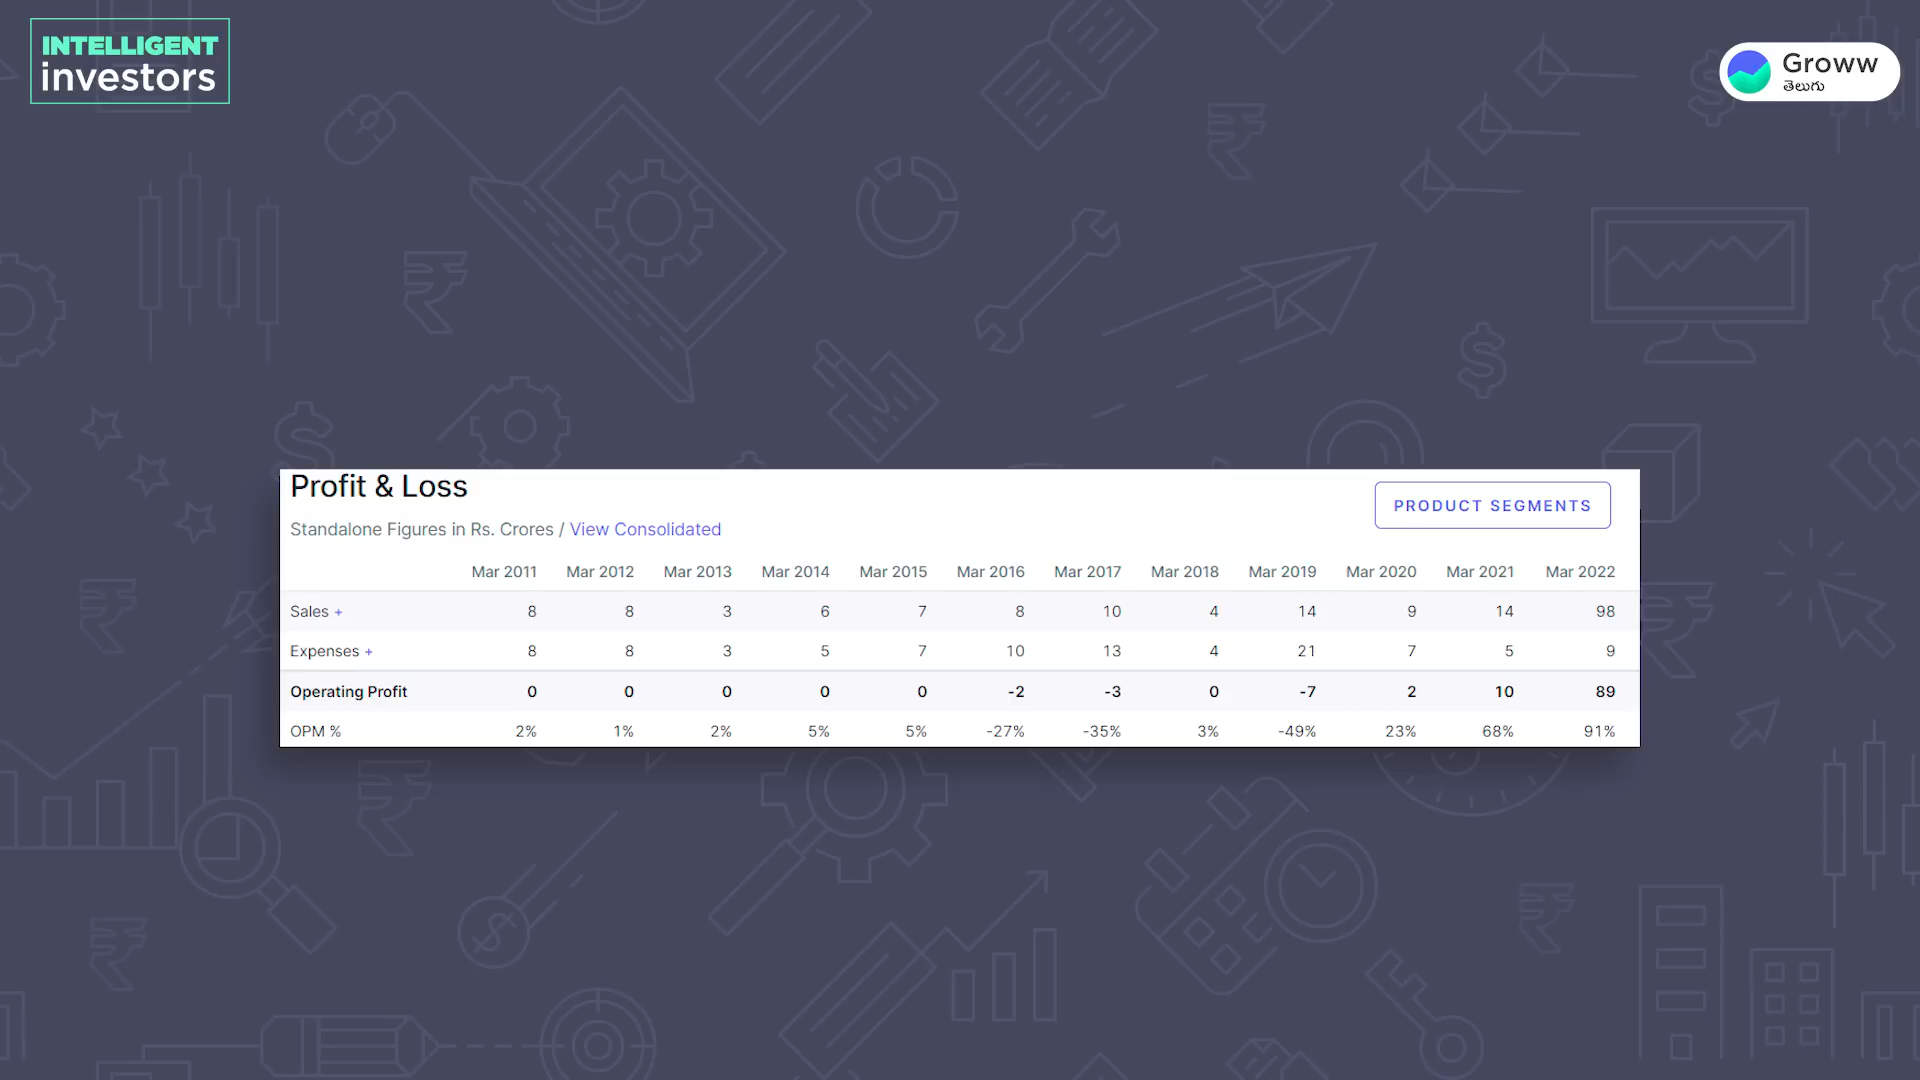 INTELLIGENT
investors
Groww
తెలుగు
Profit & Loss
PRODUCT SEGMENTS
Standalone Figures in Rs. Crores / View Consolidated
Mar 2011 Mar 2012 Mar 2013 Mar 2014 Mar 2015 Mar 2016 Mar 2017 Mar 2018 Mar 2019 Mar 2020 Mar 2021 Mar 2022
Sales + 8 8 3 6 7 8 10 4 14 9 14 98
Expenses + 8 8 3 5 7 10 13 4 21 7 5 9
Operating Profit 0 0 0 0 0 -2 -3 0 -7 2 10 89
OPM % 2% 1% 2% 5% 5% -27% -35% 3% -49% 23% 68% 91%